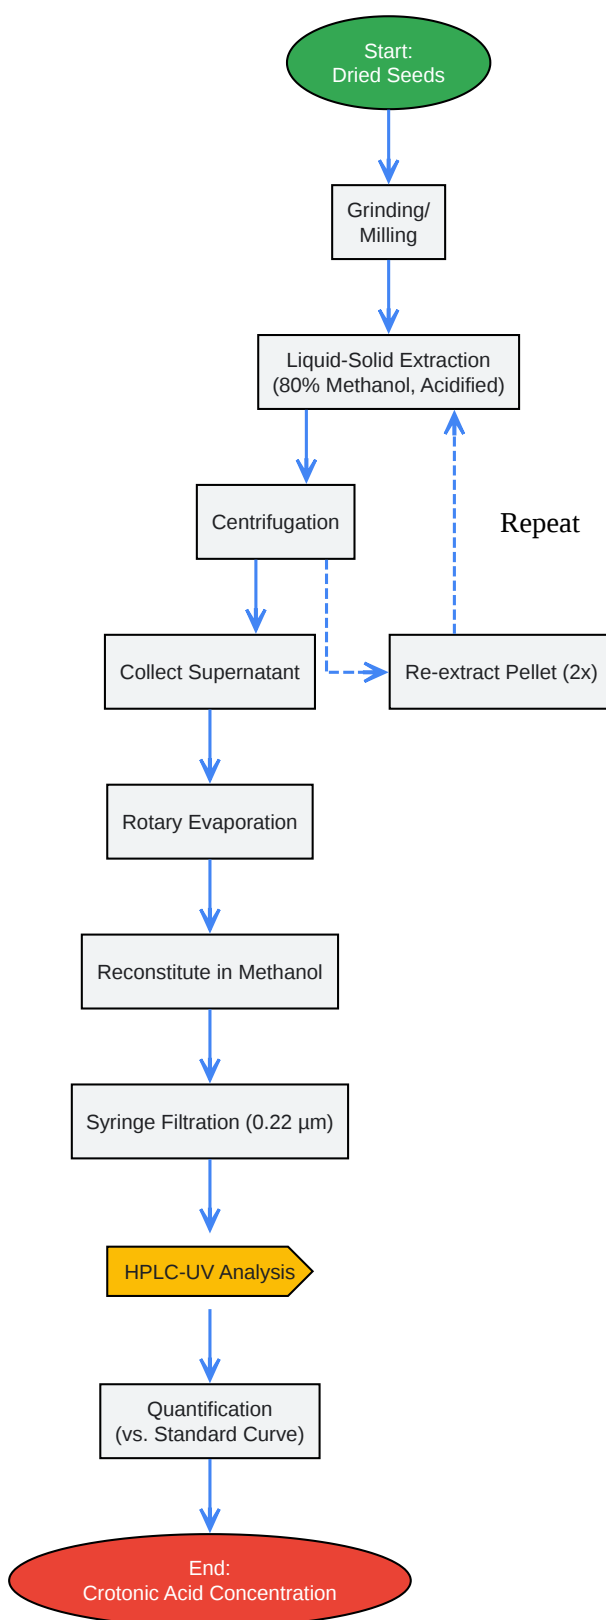 Start:
Dried Seeds
Grinding/
Milling
Liquid-Solid Extraction
(80% Methanol, Acidified)
Centrifugation
Repeat
Collect Supernatant
Re-extract Pellet (2x)
Rotary Evaporation
Reconstitute in Methanol
Syringe Filtration (0.22 µm)
HPLC-UV Analysis
Quantification
(vs. Standard Curve)
End:
Crotonic Acid Concentration